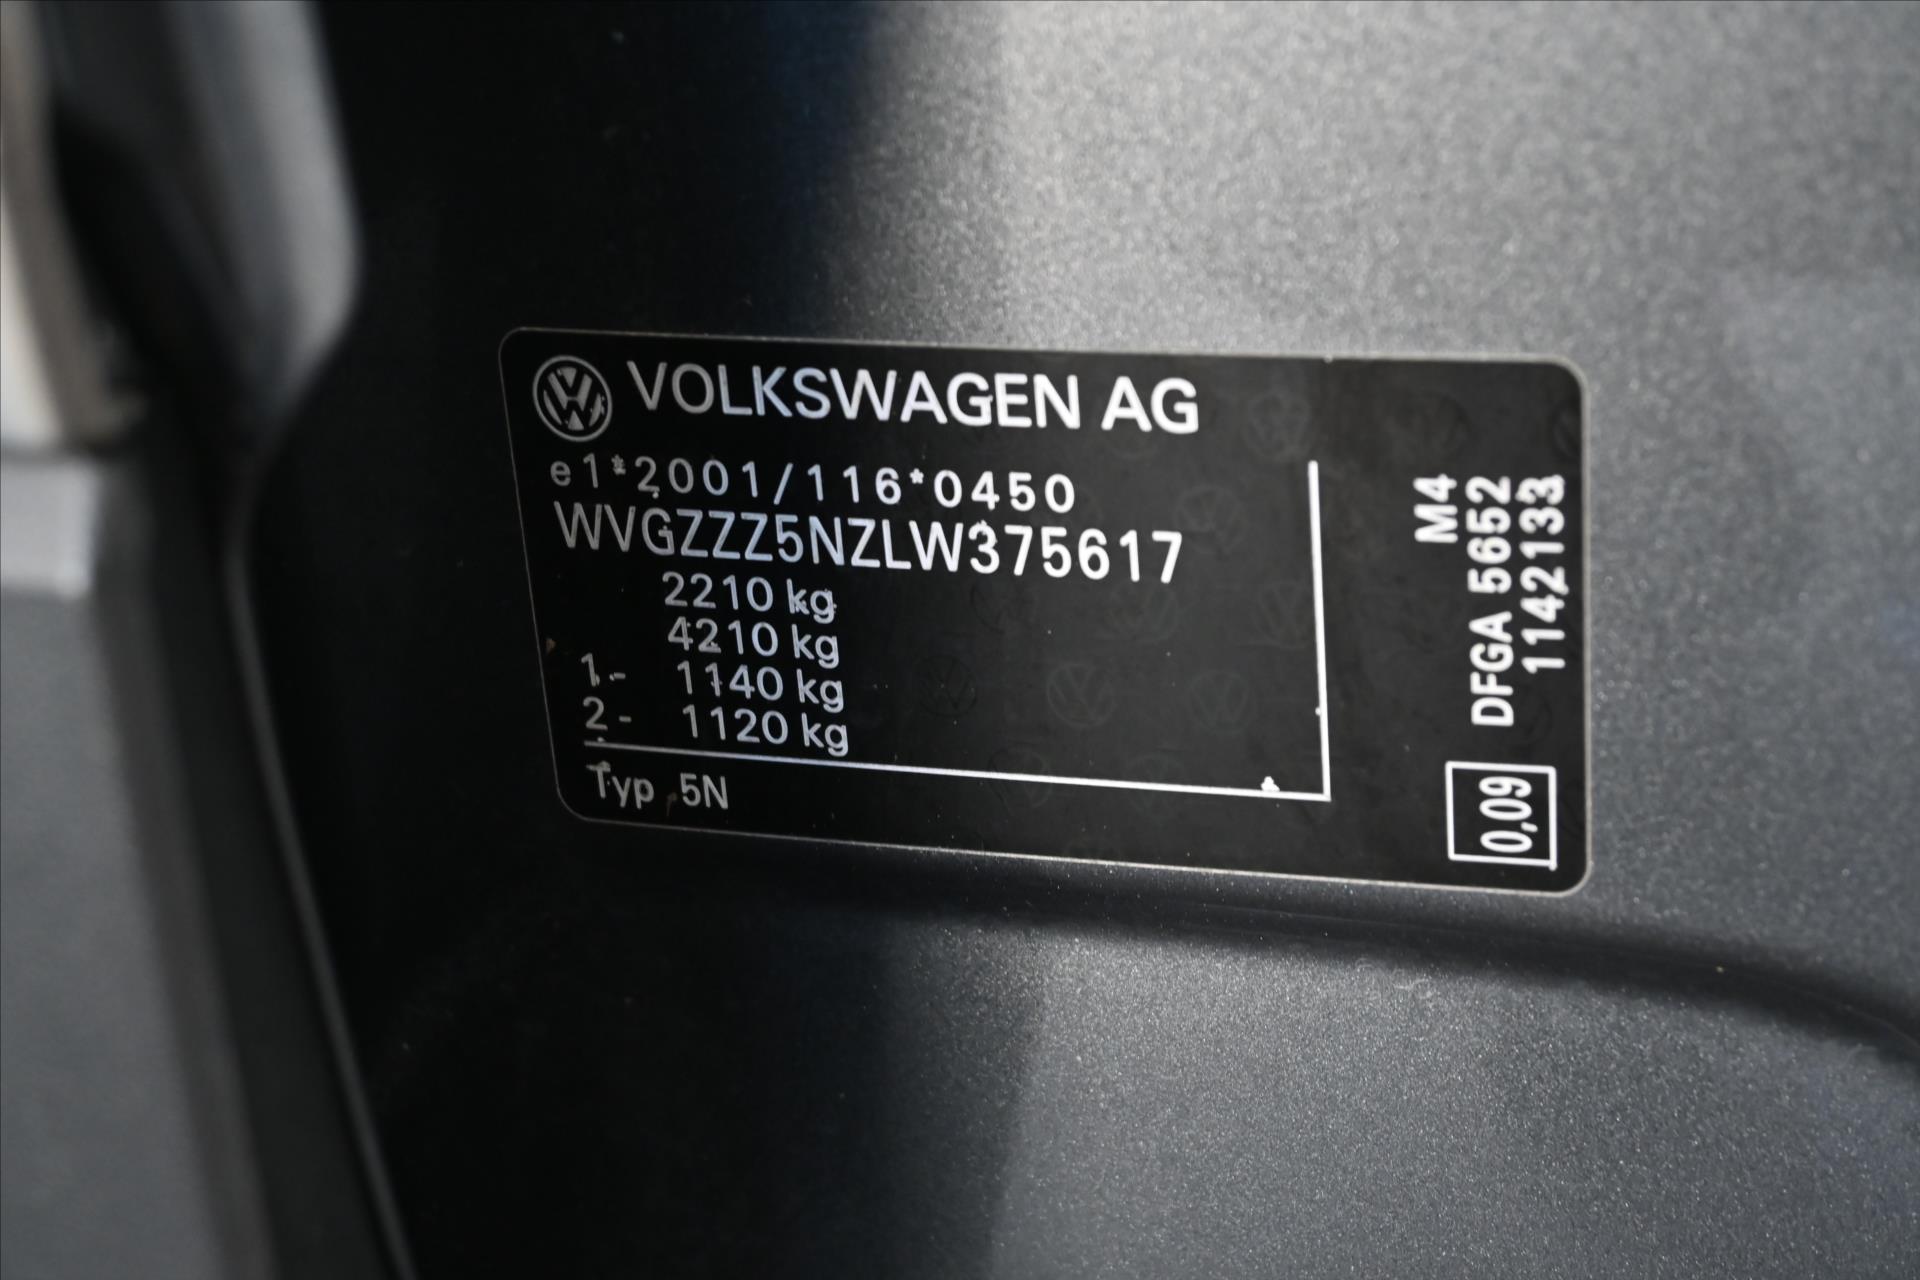 VOLKSWAGEN AG
e1*2001/116*0450
WVGZZZ5NZLW375617
2210 kg
4210 kg
1- 1140 kg
2- 1120 kg
Typ 5N
M4
DFGA 5652
1142133
0,09